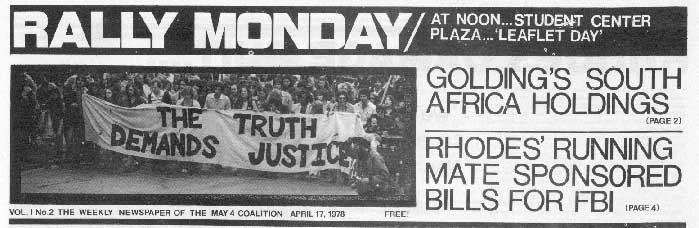 RALLY MONDAY/
AT NOON...STUDENT CENTER
PLAZA...'LEAFLET DAY'
THE TRUTH
DEMANDS JUSTICE
GOLDING'S SOUTH
AFRICA HOLDINGS
(PAGE 2)
RHODES' RUNNING
MATE SPONSORED
BILLS FOR FBI (PAGE 4)
VOL. I No. 2 THE WEEKLY NEWSPAPER OF THE MAY 4 COALITION APRIL 17, 1978 FREE!